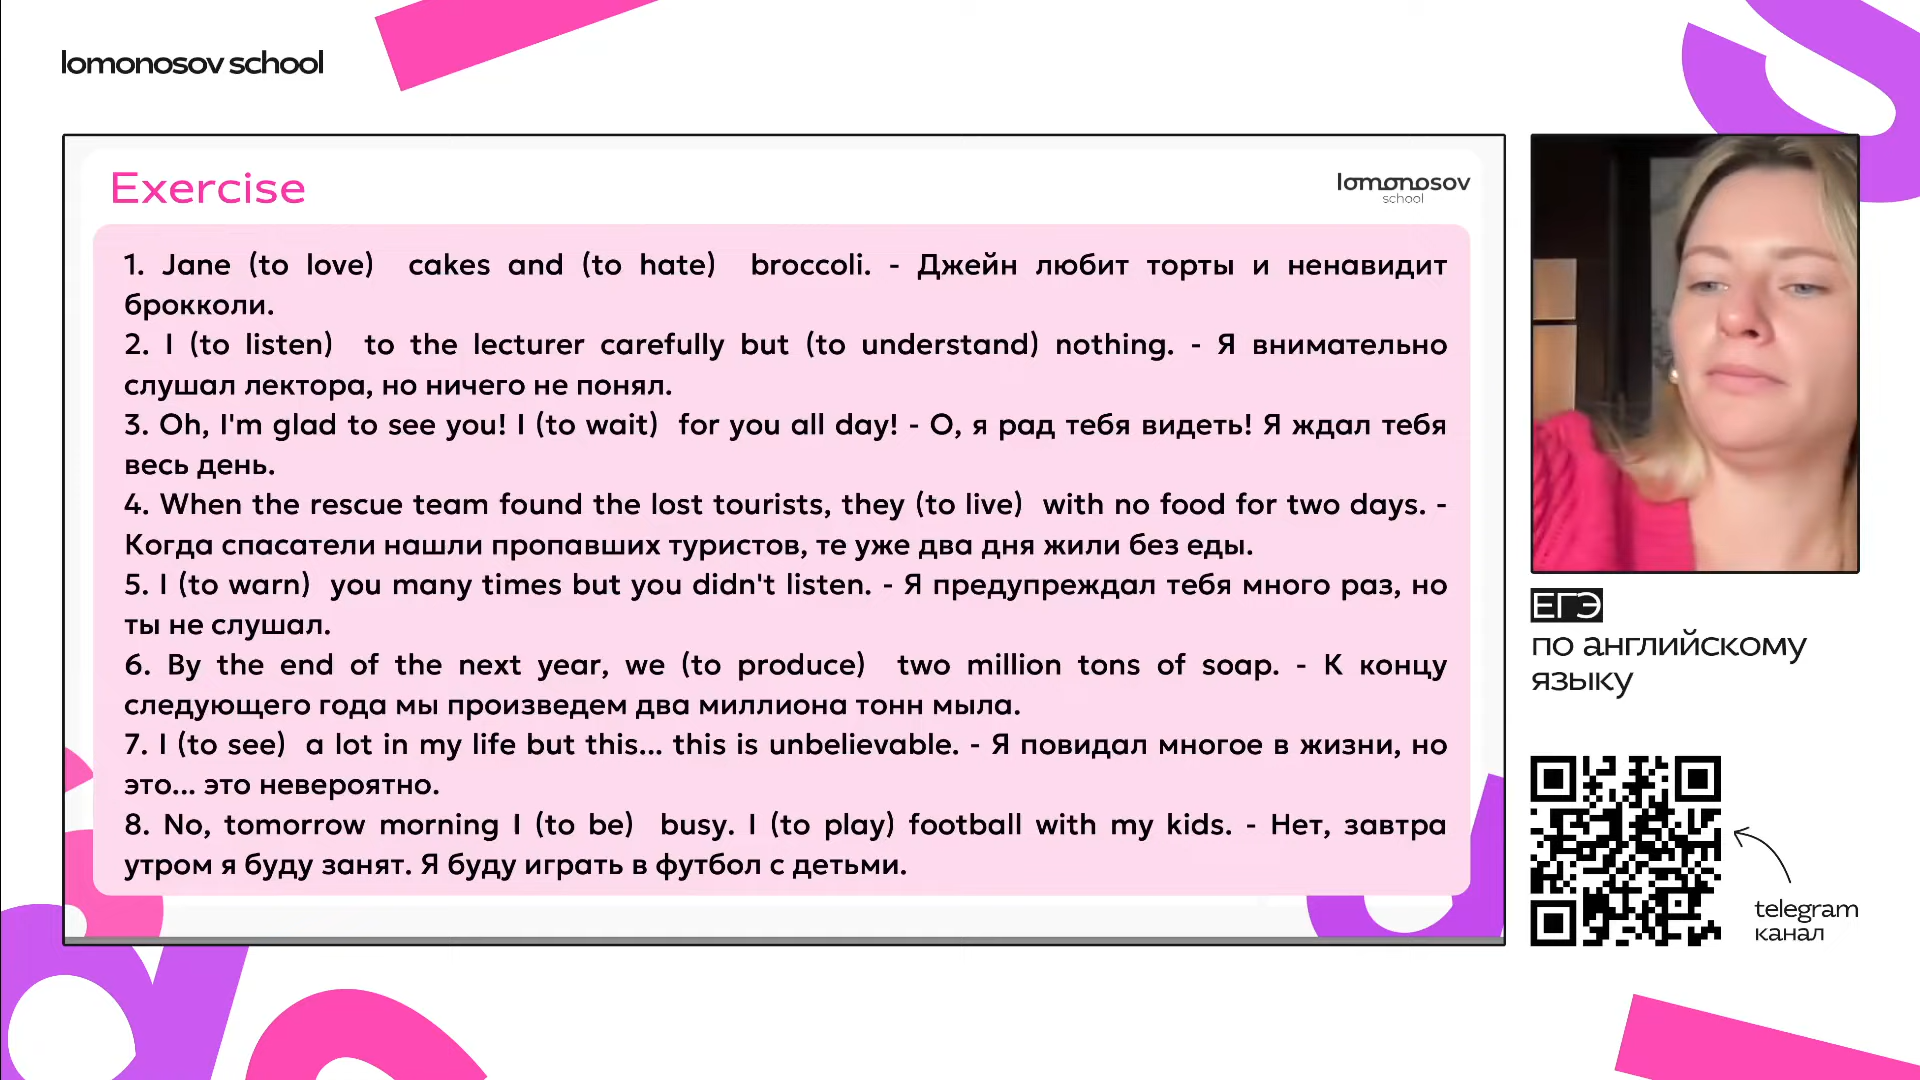 lomonosov school
Exercise
lomonosov
school
1. Jane (to love) cakes and (to hate) broccoli. - Джейн любит торты и ненавидит
брокколи.
2. I (to listen) to the lecturer carefully but (to understand) nothing. - Я внимательно
слушал лектора, но ничего не понял.
3. Oh, I'm glad to see you! I (to wait) for you all day! - О, я рад тебя видеть! Я ждал тебя
весь день.
4. When the rescue team found the lost tourists, they (to live) with no food for two days. -
Когда спасатели нашли пропавших туристов, те уже два дня жили без еды.
5. I (to warn) you many times but you didn't listen. - Я предупреждал тебя много раз, но
ты не слушал.
6. By the end of the next year, we (to produce) two million tons of soap. - К концу
следующего года мы произведем два миллиона тонн мыла.
7. I (to see) a lot in my life but this... this is unbelievable. - Я повидал многое в жизни, но
это... это невероятно.
8. No, tomorrow morning I (to be) busy. I (to play) football with my kids. - Нет, завтра
утром я буду занят. Я буду играть в футбол с детьми.
ЕГЭ
по английскому
языку
telegram
канал